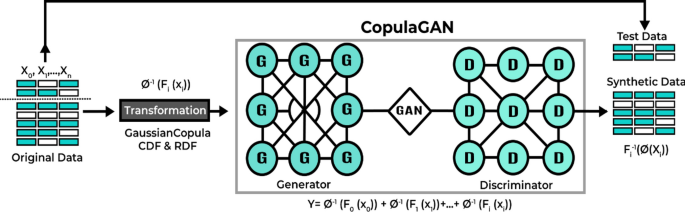 CopulaGAN
Test Data
X₀, X₁,...,Xₙ
Ø⁻¹ (Fᵢ (xᵢ))
Transformation
GaussianCopula
CDF & RDF
Original Data
G G G
G G
G G G
Generator
GAN
D D D
D D D
D D D
Discriminator
Synthetic Data
Fᵢ⁻¹(Ø(Xᵢ))
Y= Ø⁻¹ (F₀ (x₀)) + Ø⁻¹ (F₁ (xᵢ))+...+ Ø⁻¹ (Fᵢ (xᵢ))